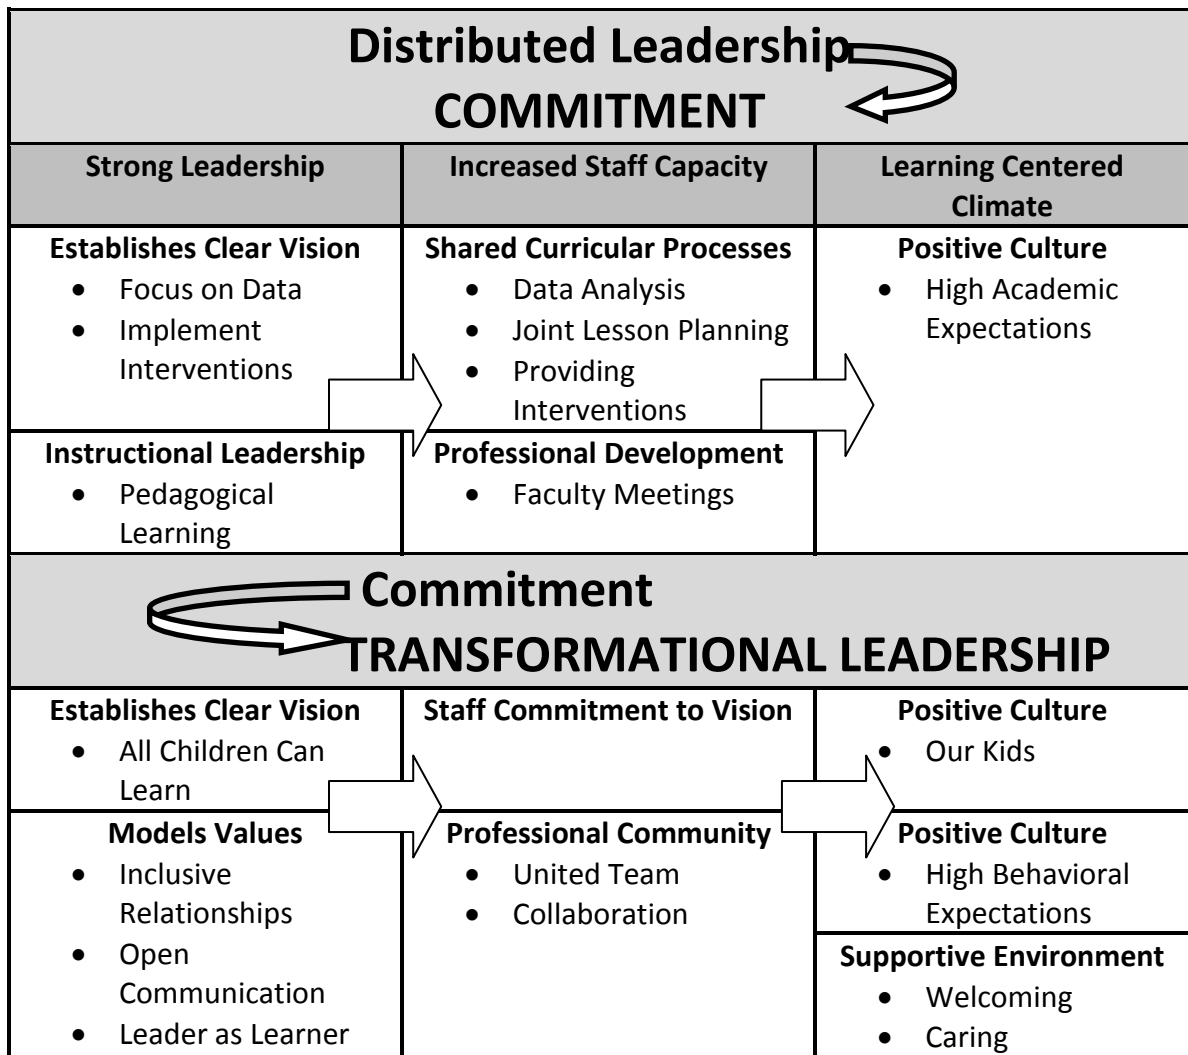 Distributed Leadership
COMMITMENT
Strong Leadership
Increased Staff Capacity
Learning Centered
Climate
Establishes Clear Vision
• Focus on Data
• Implement
Interventions
Shared Curricular Processes
• Data Analysis
• Joint Lesson Planning
• Providing
Interventions
Positive Culture
• High Academic
Expectations
Instructional Leadership
• Pedagogical
Learning
Professional Development
• Faculty Meetings
Commitment
TRANSFORMATIONAL LEADERSHIP
Establishes Clear Vision
• All Children Can
Learn
Staff Commitment to Vision
Positive Culture
• Our Kids
Models Values
• Inclusive
Relationships
• Open
Communication
• Leader as Learner
Professional Community
• United Team
• Collaboration
Positive Culture
• High Behavioral
Expectations
Supportive Environment
• Welcoming
• Caring